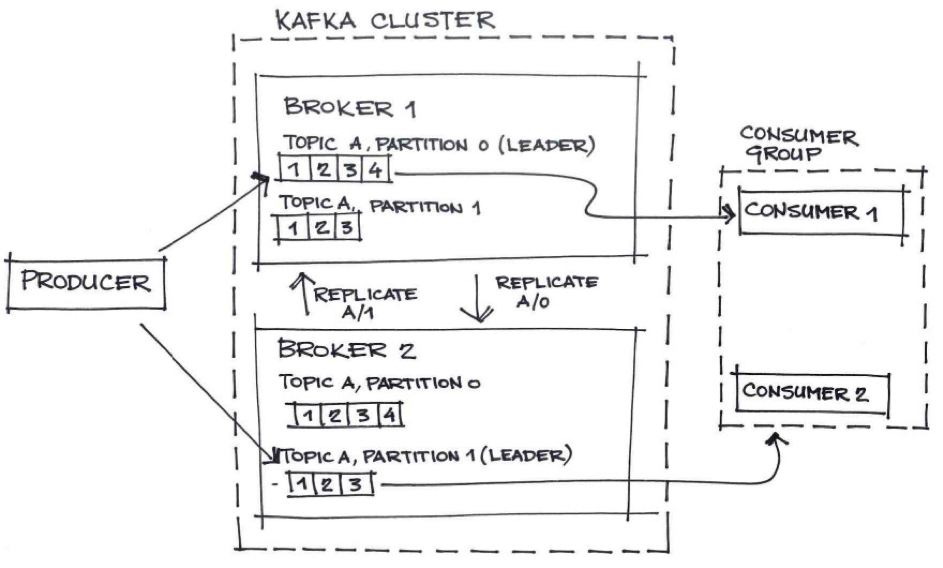 KAFKA CLUSTER
BROKER 1
TOPIC A, PARTITION 0 (LEADER)
1 2 3 4
TOPIC A, PARTITION 1
1 2 3
PRODUCER
REPLICATE
A/1
REPLICATE
A/0
BROKER 2
TOPIC A, PARTITION 0
1 2 3 4
TOPIC A, PARTITION 1 (LEADER)
1 2 3
CONSUMER
GROUP
CONSUMER 1
CONSUMER 2